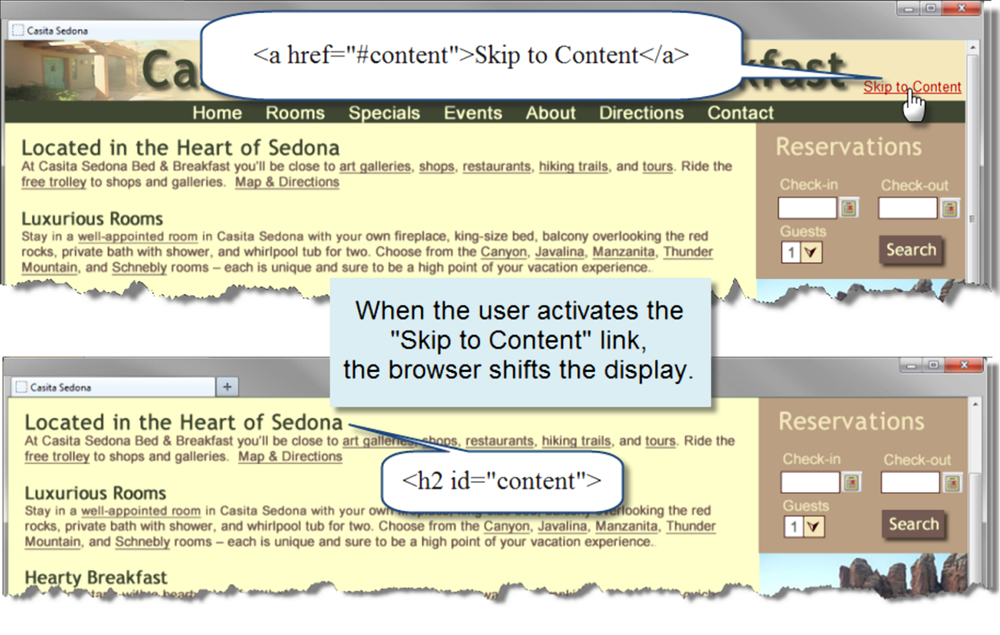 Casita Sedona
<a href="#content">Skip to Content</a>
Ca
kfast
Skip to Content
Home Rooms Specials Events About Directions Contact
Located in the Heart of Sedona
At Casita Sedona Bed & Breakfast you'll be close to art galleries, shops, restaurants, hiking trails, and tours. Ride the
free trolley to shops and galleries. Map & Directions
Luxurious Rooms
Stay in a well-appointed room in Casita Sedona with your own fireplace, king-size bed, balcony overlooking the red
rocks, private bath with shower, and whirlpool tub for two. Choose from the Canyon, Javalina, Manzanita, Thunder
Mountain, and Schnebly rooms – each is unique and sure to be a high point of your vacation experience.
Reservations
Check-in Check-out
Guests
1 Search
When the user activates the
"Skip to Content" link,
the browser shifts the display.
Casita Sedona
Located in the Heart of Sedona
At Casita Sedona Bed & Breakfast you'll be close to art galleries, shops, restaurants, hiking trails, and tours. Ride the
free trolley to shops and galleries. Map & Directions
<h2 id="content">
Luxurious Rooms
Stay in a well-appointed room in Casita Sedona with your own overlooking the red
rocks, private bath with shower, and whirlpool tub for two. Choose from the Canyon, Javalina, Manzanita, Thunder
Mountain, and Schnebly rooms – each is unique and sure to be a high point of your vacation experience.
Hearty Breakfast
Reservations
Check-in Check-out
Guests
1 Search